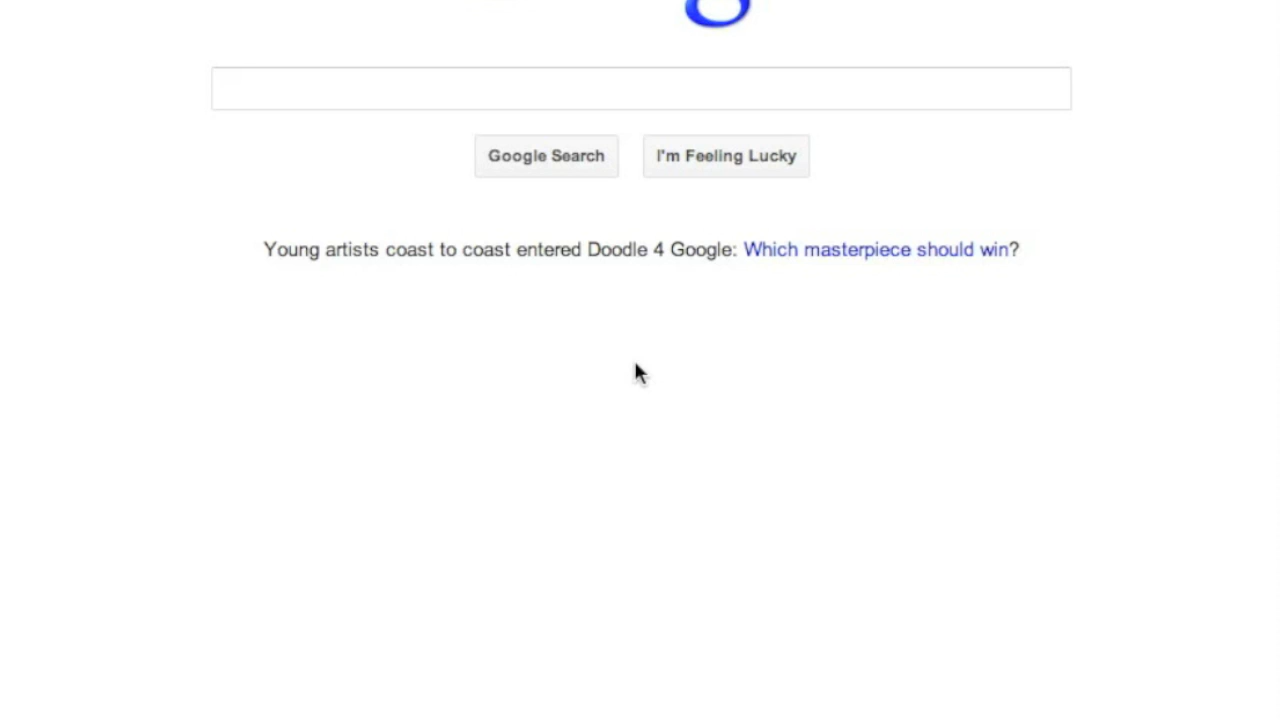 Google Search
I'm Feeling Lucky
Young artists coast to coast entered Doodle 4 Google: Which masterpiece should win?